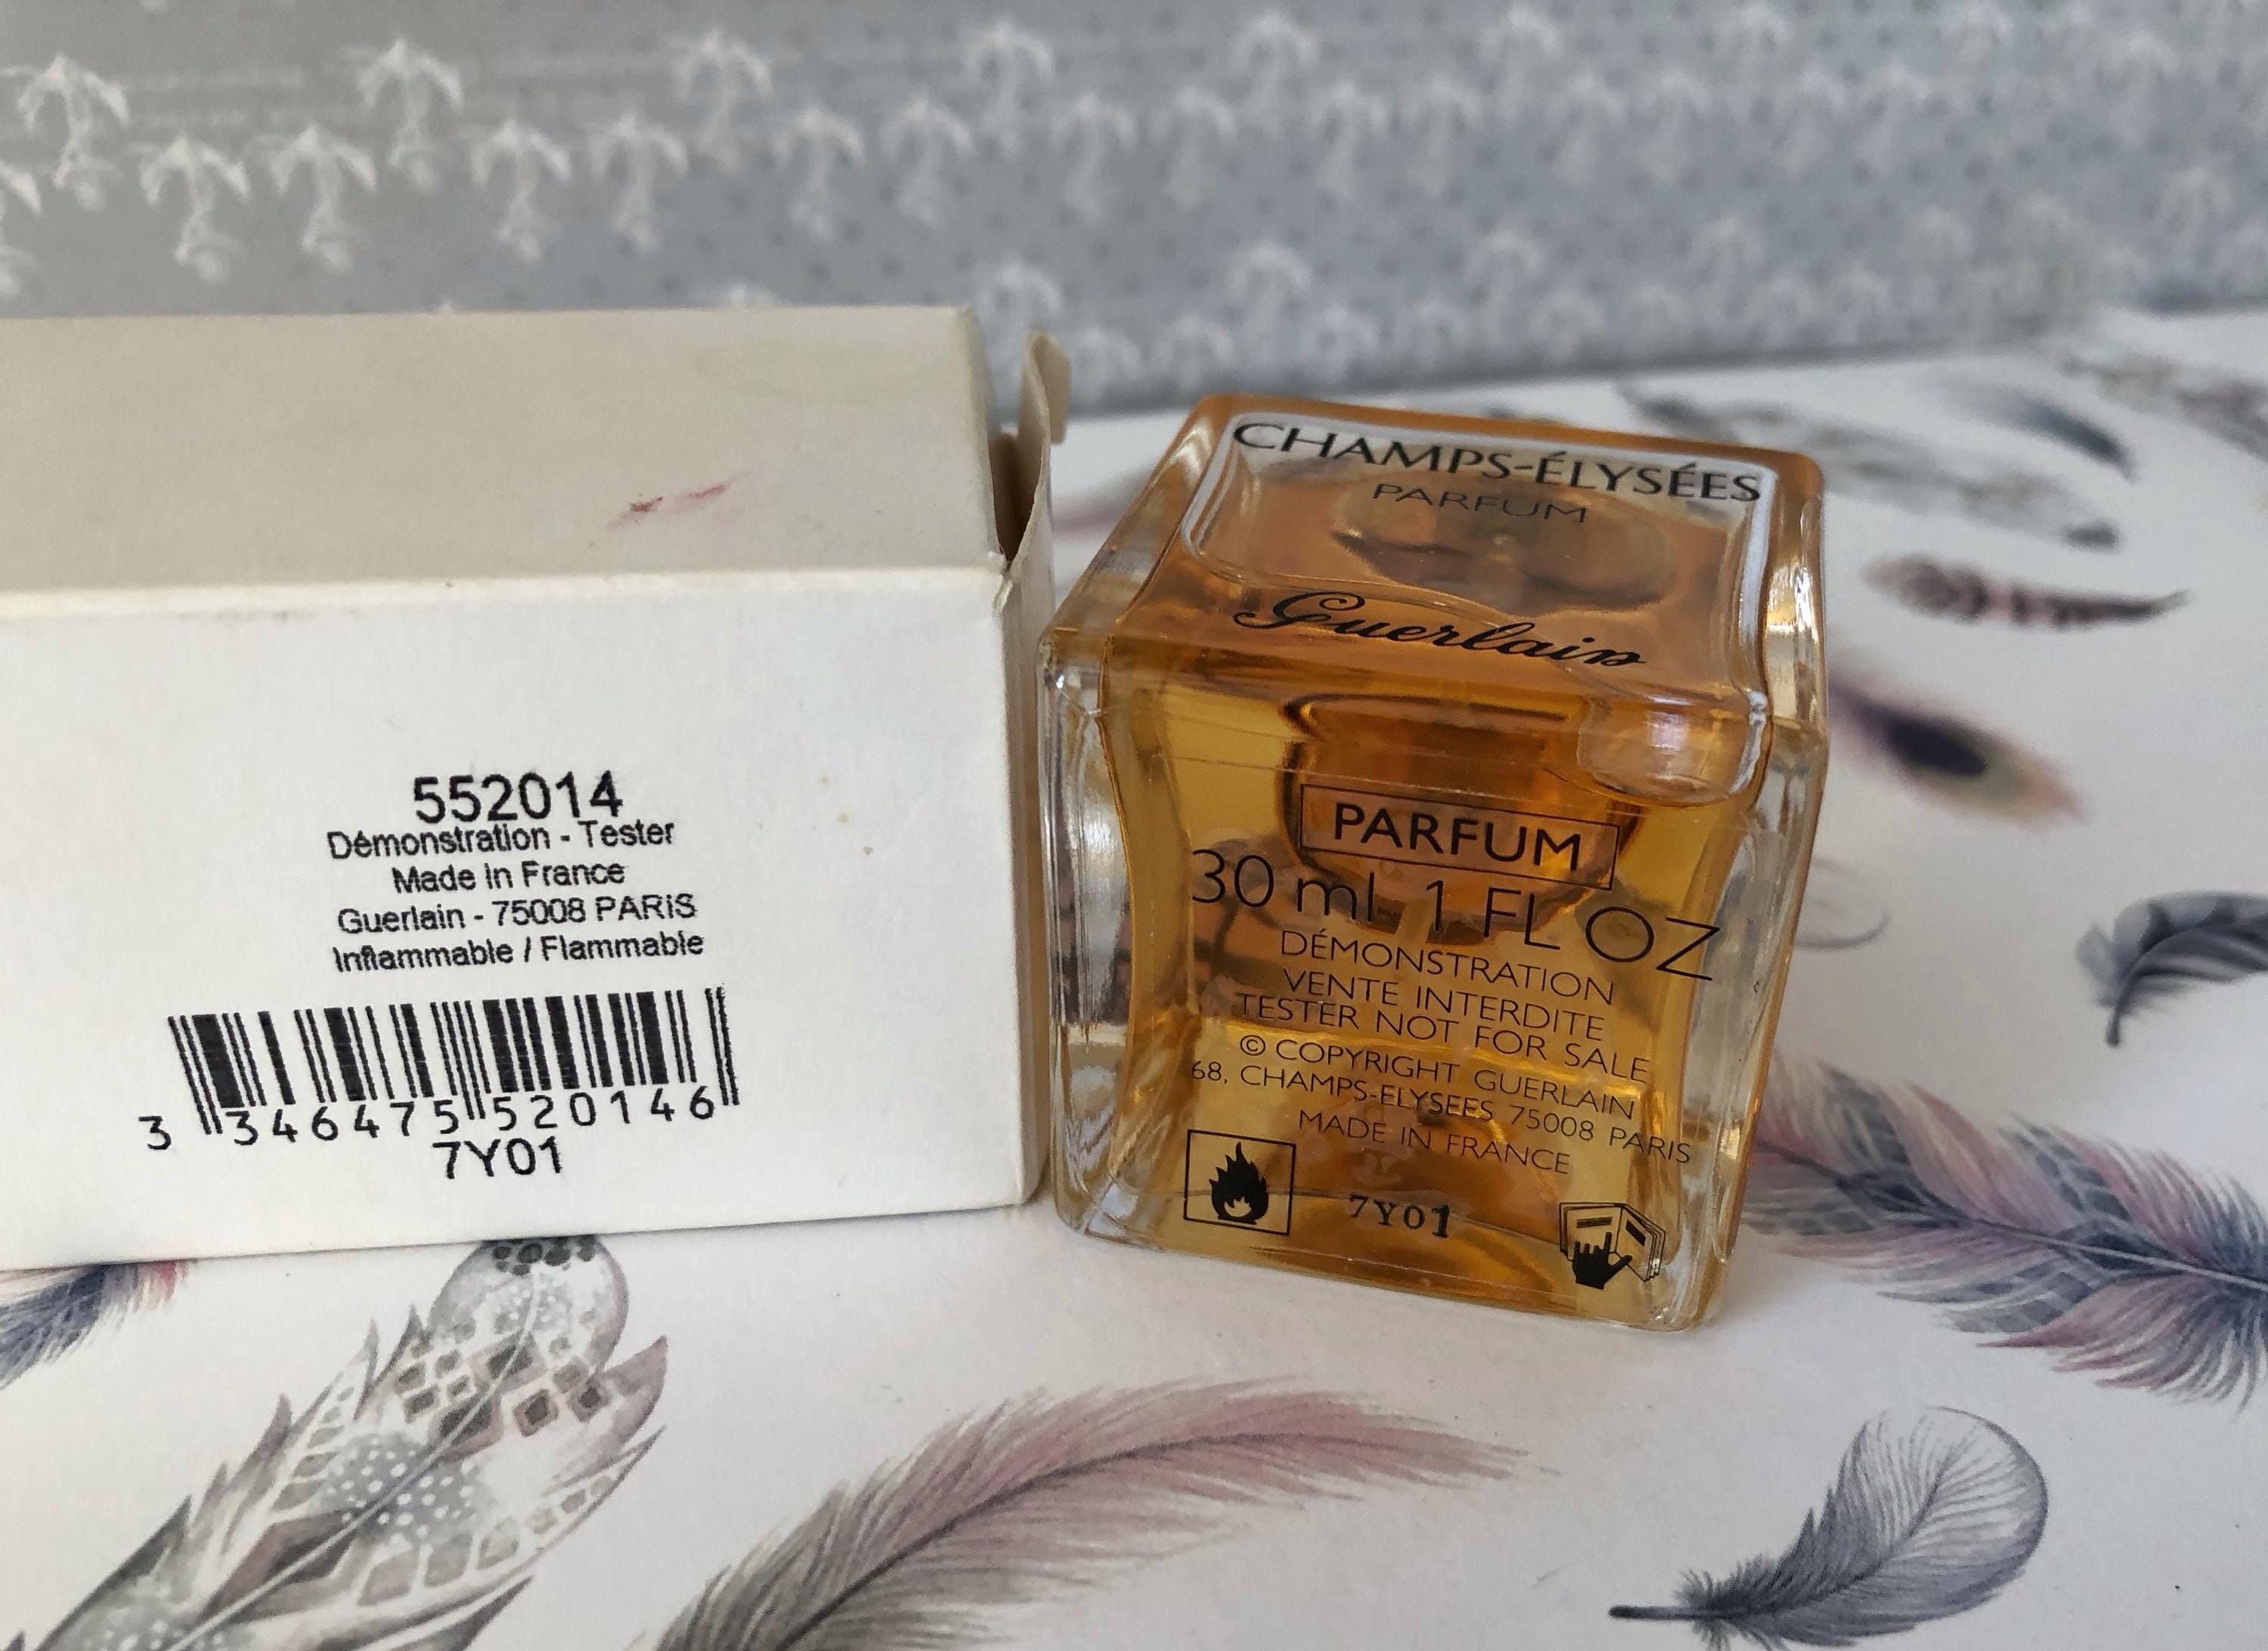 552014
Démonstration - Tester
Made in France
Guerlain - 75008 PARIS
Inflammable / Flammable
3 346475 520146
7Y01
CHAMPS-ÉLYSÉES
PARFUM
Guerlain
PARFUM
30 ml 1 FL OZ
DÉMONSTRATION
VENTE INTERDITE
TESTER NOT FOR SALE
© COPYRIGHT GUERLAIN
68, CHAMPS-ELYSEES 75008 PARIS
MADE IN FRANCE
7Y01